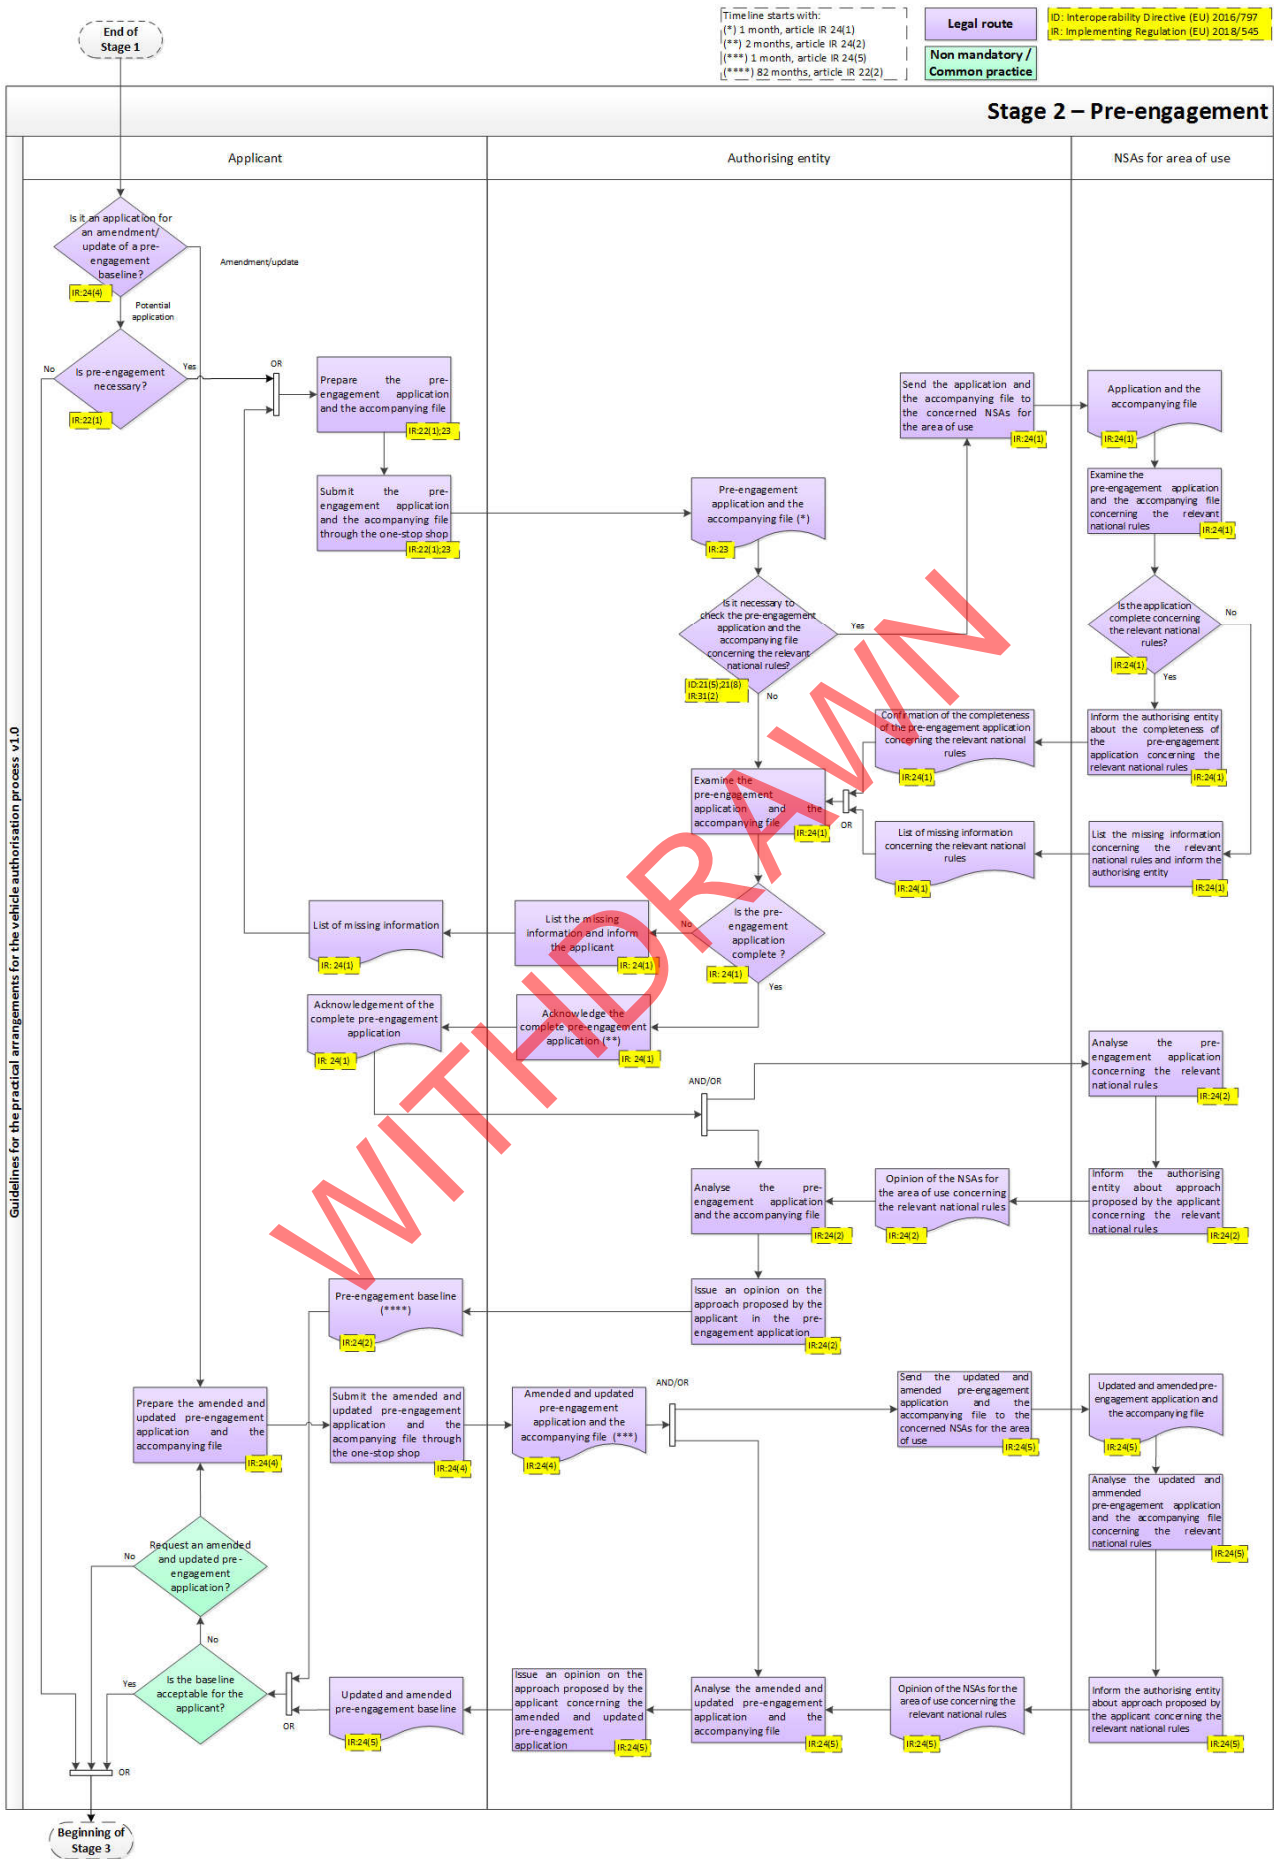 End of
Stage 1
Timeline starts with:
(*) 1 month, article IR 24(1)
(**) 2 months, article IR 24(2)
(***) 1 month, article IR 24(5)
(****) 82 months, article IR 22(2)
Legal route
Non mandatory /
Common practice
ID: Interoperability Directive (EU) 2016/797
IR: Implementing Regulation (EU) 2018/545
Stage 2 – Pre-engagement
Guidelines for the practical arrangements for the vehicle authorisation process v1.0
Applicant
Authorising entity
NSAs for area of use
Is it an application for
an amendment/
update of a pre-
engagement
baseline?
IR:24(4)
Amendment/update
Potential
application
Is pre-engagement
necessary?
IR:22(1)
No
Yes
OR
Prepare the pre-
engagement application
and the accompanying file
IR:22(1);23
Submit the pre-
engagement application
and the acompanying file
through the one-stop shop
IR:22(1);23
Pre-engagement
application and the
accompanying file (*)
IR:23
Send the application and
the accompanying file to
the concerned NSAs for
the area of use
IR:24(1)
Application and the
accompanying file
IR:24(1)
Examine the
pre-engagement application
and the accompanying file
concerning the relevant
national rules
IR:24(1)
Is it necessary to
check the pre-engagement
application and the
accompanying file
concerning the relevant
national rules?
ID:21(5);21(8)
IR:31(2)
Yes
No
Is the application
complete concerning
the relevant national
rules?
IR:24(1)
No
Yes
Inform the authorising entity
about the completeness of
the pre-engagement
application concerning the
relevant national rules
IR:24(1)
Confirmation of the completeness
of the pre-engagement application
concerning the relevant national
rules
IR:24(1)
Examine the
pre-engagement
application and the
accompanying file
IR:24(1)
OR
List of missing information
concerning the relevant national
rules
IR:24(1)
List the missing information
concerning the relevant
national rules and inform the
authorising entity
IR:24(1)
Is the pre-
engagement
application
complete ?
IR: 24(1)
No
Yes
List the missing
information and inform
the applicant
IR: 24(1)
List of missing information
IR: 24(1)
Acknowledgement of the
complete pre-engagement
application
IR: 24(1)
Acknowledge the
complete pre-engagement
application (**)
IR: 24(1)
AND/OR
Analyse the pre-
engagement application
concerning the relevant
national rules
IR:24(2)
Inform the authorising
entity about approach
proposed by the applicant
concerning the relevant
national rules
IR:24(2)
Opinion of the NSAs for
the area of use concerning
the relevant national rules
IR:24(2)
Analyse the pre-
engagement application
and the accompanying file
IR:24(2)
Issue an opinion on the
approach proposed by the
applicant in the pre-
engagement application
IR:24(2)
Pre-engagement baseline
(****)
IR:24(2)
Prepare the amended and
updated pre-engagement
application and the
accompanying file
IR:24(4)
Submit the amended and
updated pre-engagement
application and the
acompanying file through
the one-stop shop
IR:24(4)
Amended and updated
pre-engagement
application and the
accompanying file (***)
IR:24(4)
AND/OR
Send the updated and
amended pre-engagement
application and the
accompanying file to the
concerned NSAs for the area
of use
IR:24(5)
Updated and amended pre-
engagement application and
the accompanying file
IR:24(5)
Analyse the updated and
ammended
pre-engagement application
and the accompanying file
concerning the relevant
national rules
IR:24(5)
Request an amended
and updated pre-
engagement
application?
No
No
Is the baseline
acceptable for the
applicant?
Yes
OR
Updated and amended
pre-engagement baseline
IR:24(5)
Issue an opinion on the
approach proposed by the
applicant concerning the
amended and updated
pre-engagement
application
IR:24(5)
Analyse the amended and
updated pre-engagement
application and the
accompanying file
IR:24(5)
Opinion of the NSAs for the
area of use concerning the
relevant national rules
IR:24(5)
Inform the authorising entity
about approach proposed by
the applicant concerning the
relevant national rules
IR:24(5)
OR
Beginning of
Stage 3
WITHDRAWN